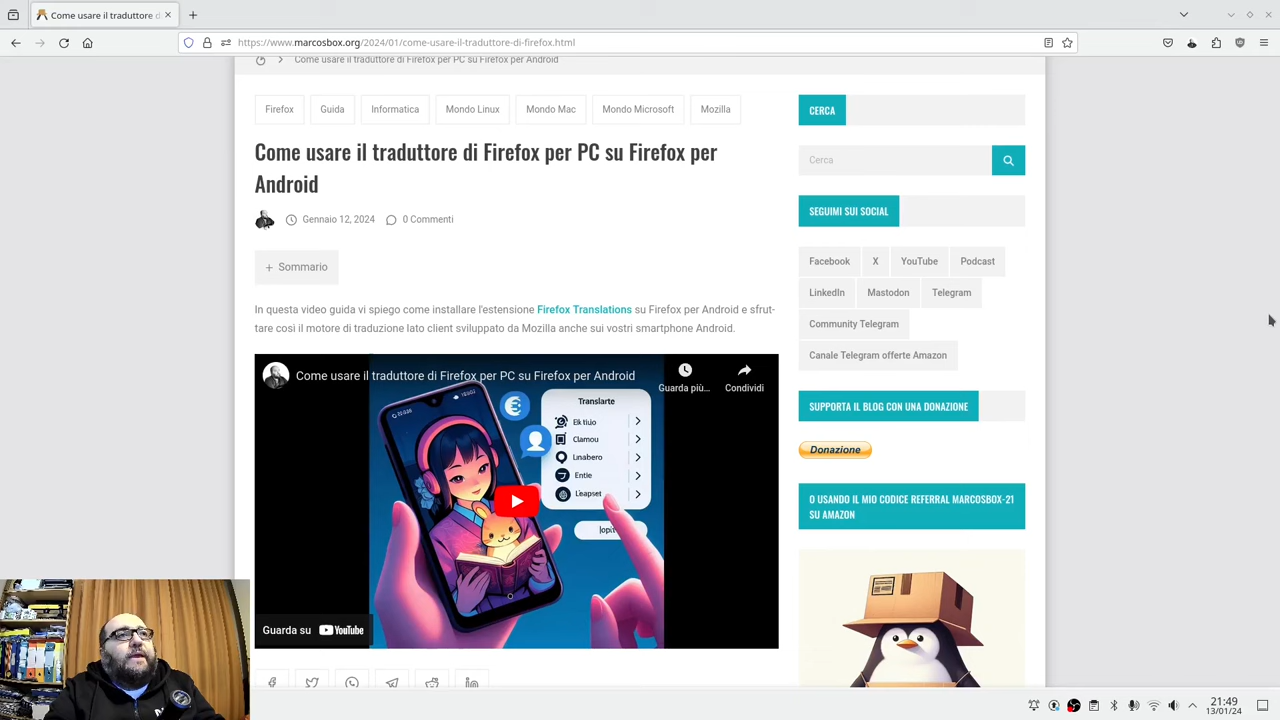 Come usare il traduttore d
https://www.marcosbox.org/2024/01/come-usare-il-traduttore-di-firefox.html
Come usare il traduttore di Firefox per PC su Firefox per Android
Firefox
Guida
Informatica
Mondo Linux
Mondo Mac
Mondo Microsoft
Mozilla
Come usare il traduttore di Firefox per PC su Firefox per
Android
Gennaio 12, 2024
0 Commenti
+ Sommario
In questa video guida vi spiego come installare l'estensione Firefox Translations su Firefox per Android e sfrut-
tare così il motore di traduzione lato client sviluppato da Mozilla anche sui vostri smartphone Android.
Come usare il traduttore di Firefox per PC su Firefox per Android
Guarda più...
Condividi
Translarte
Clamou
Linabero
Entle
Leapset
Guarda su YouTube
CERCA
Cerca
SEGUIMI SUI SOCIAL
Facebook
X
YouTube
Podcast
LinkedIn
Mastodon
Telegram
Community Telegram
Canale Telegram offerte Amazon
SUPPORTA IL BLOG CON UNA DONAZIONE
Donazione
O USANDO IL MIO CODICE REFERRAL MARCOSBOX-21
SU AMAZON
21:49
13/01/24